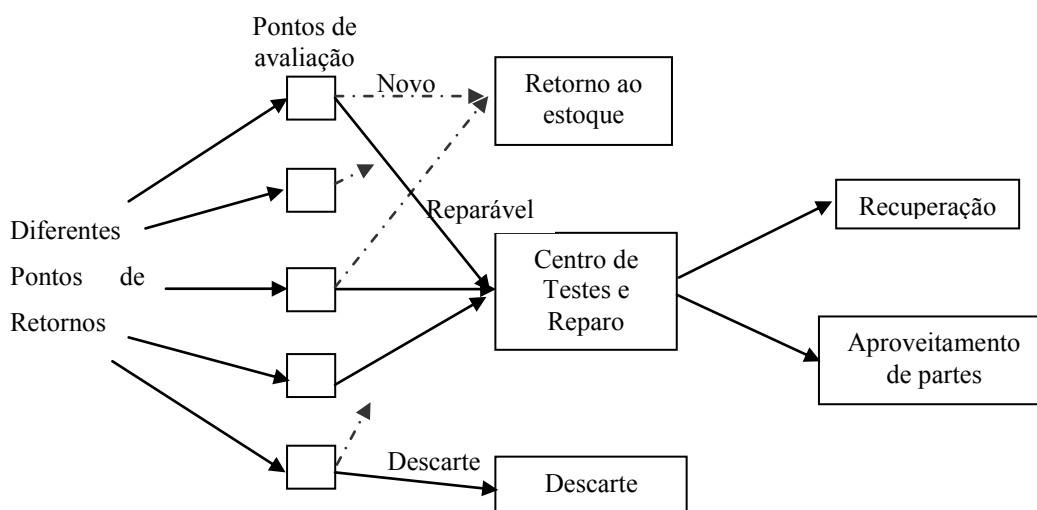 Pontos de
avaliação
Novo
Retorno ao
estoque
Reparável
Recuperação
Diferentes
Pontos de
Retornos
Centro de
Testes e
Reparo
Aproveitamento
de partes
Descarte
Descarte